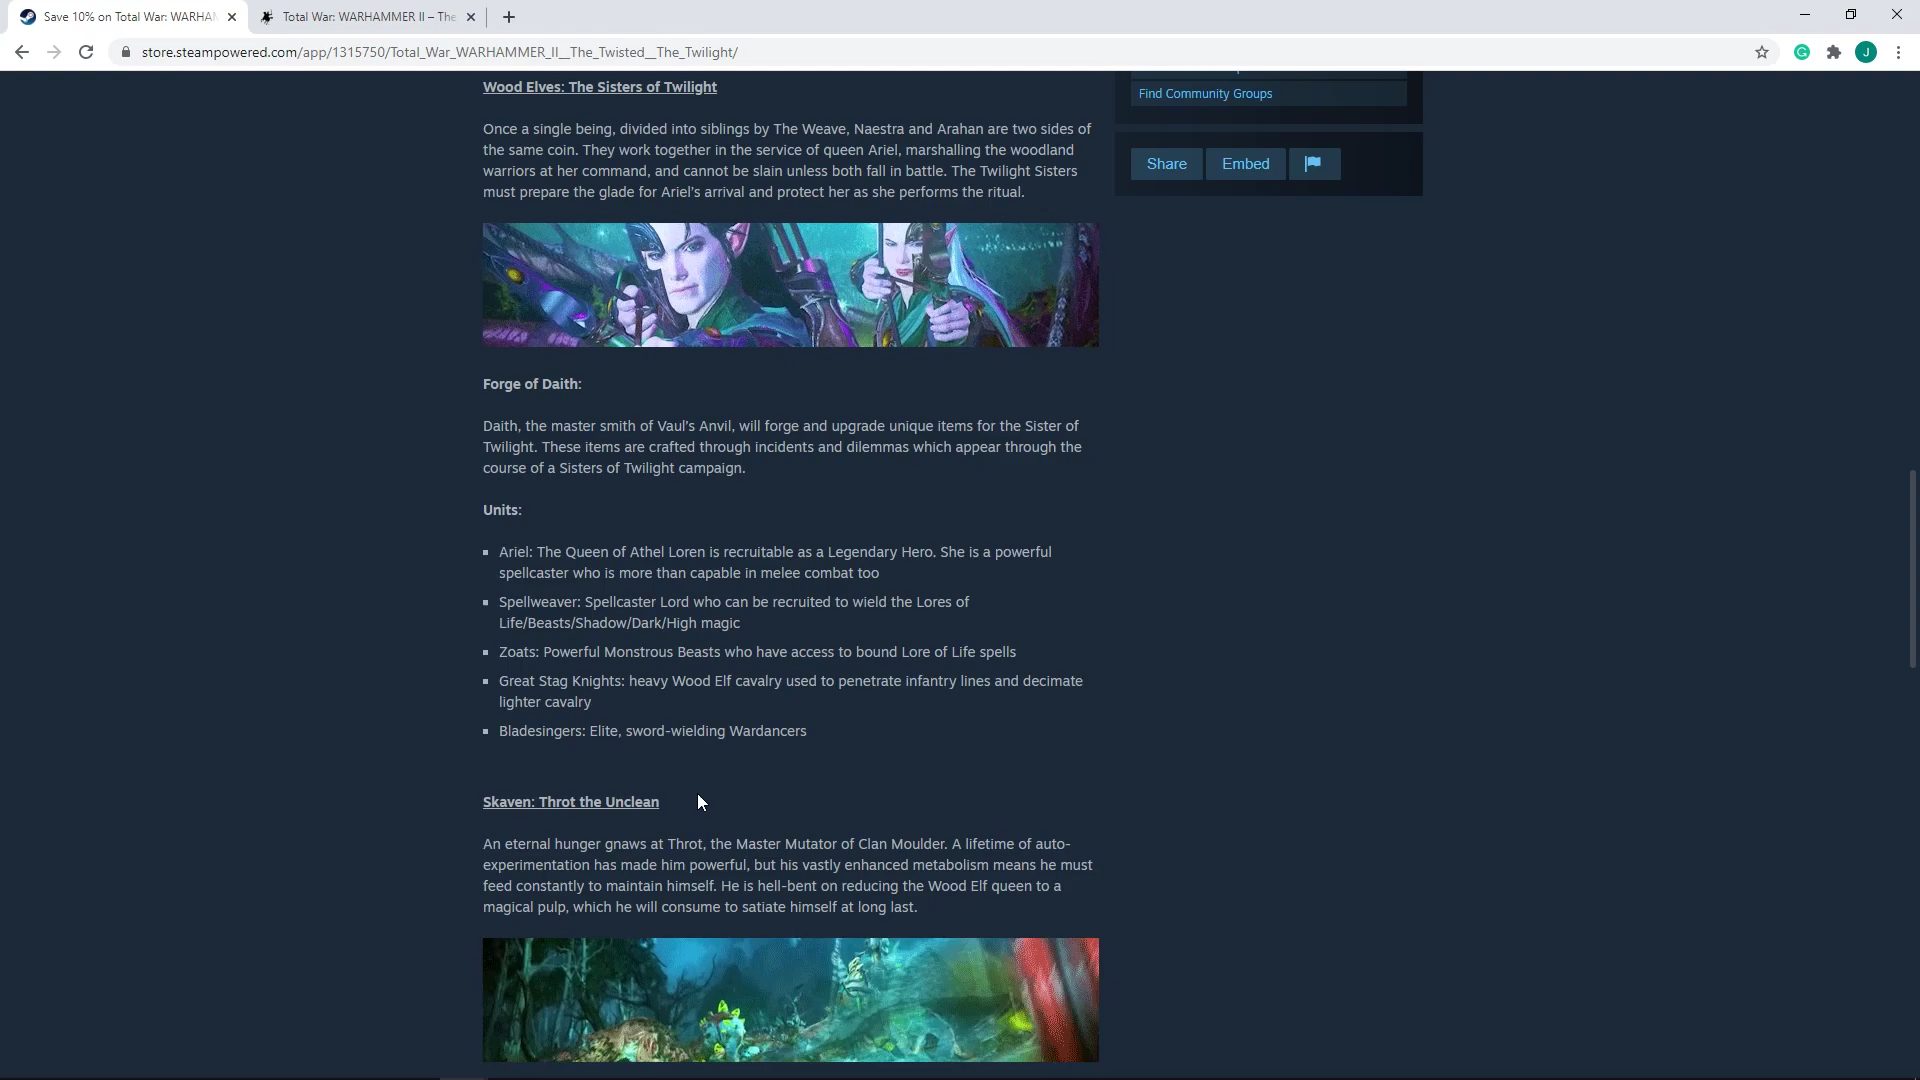 Save 10% on Total War: WARHAM
Total War: WARHAMMER II – The
store.steampowered.com/app/1315750/Total_War_WARHAMMER_II__The_Twisted__The_Twilight/
J
Wood Elves: The Sisters of Twilight
Once a single being, divided into siblings by The Weave, Naestra and Arahan are two sides of
the same coin. They work together in the service of queen Ariel, marshalling the woodland
warriors at her command, and cannot be slain unless both fall in battle. The Twilight Sisters
must prepare the glade for Ariel's arrival and protect her as she performs the ritual.
Forge of Daith:
Daith, the master smith of Vaul's Anvil, will forge and upgrade unique items for the Sister of
Twilight. These items are crafted through incidents and dilemmas which appear through the
course of a Sisters of Twilight campaign.
Units:
Ariel: The Queen of Athel Loren is recruitable as a Legendary Hero. She is a powerful
spellcaster who is more than capable in melee combat too
Spellweaver: Spellcaster Lord who can be recruited to wield the Lores of
Life/Beasts/Shadow/Dark/High magic
Zoats: Powerful Monstrous Beasts who have access to bound Lore of Life spells
Great Stag Knights: heavy Wood Elf cavalry used to penetrate infantry lines and decimate
lighter cavalry
Bladesingers: Elite, sword-wielding Wardancers
Skaven: Throt the Unclean
An eternal hunger gnaws at Throt, the Master Mutator of Clan Moulder. A lifetime of auto-
experimentation has made him powerful, but his vastly enhanced metabolism means he must
feed constantly to maintain himself. He is hell-bent on reducing the Wood Elf queen to a
magical pulp, which he will consume to satiate himself at long last.
Find Community Groups
Share
Embed